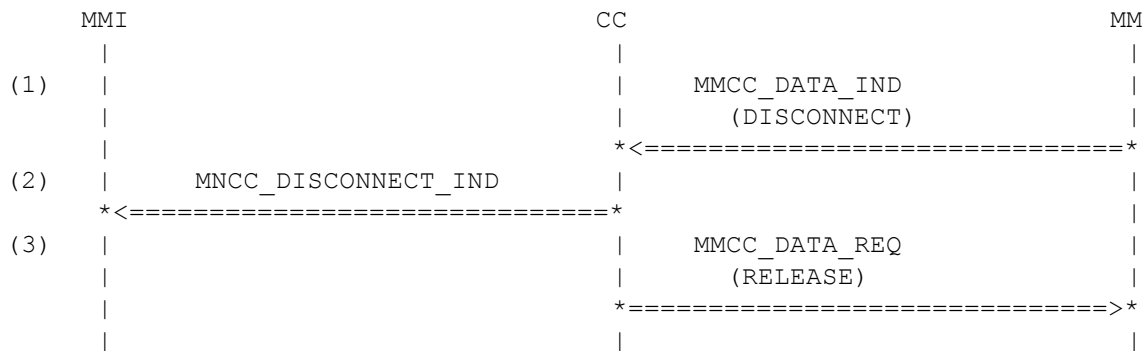 MMI CC MM
| | |
(1) | | MMCC_DATA_IND |
| | (DISCONNECT) |
| *<==============================*
(2) | MNCC_DISCONNECT_IND | |
*<==============================* |
(3) | | MMCC_DATA_REQ |
| | (RELEASE) |
| *==============================>*
| | |